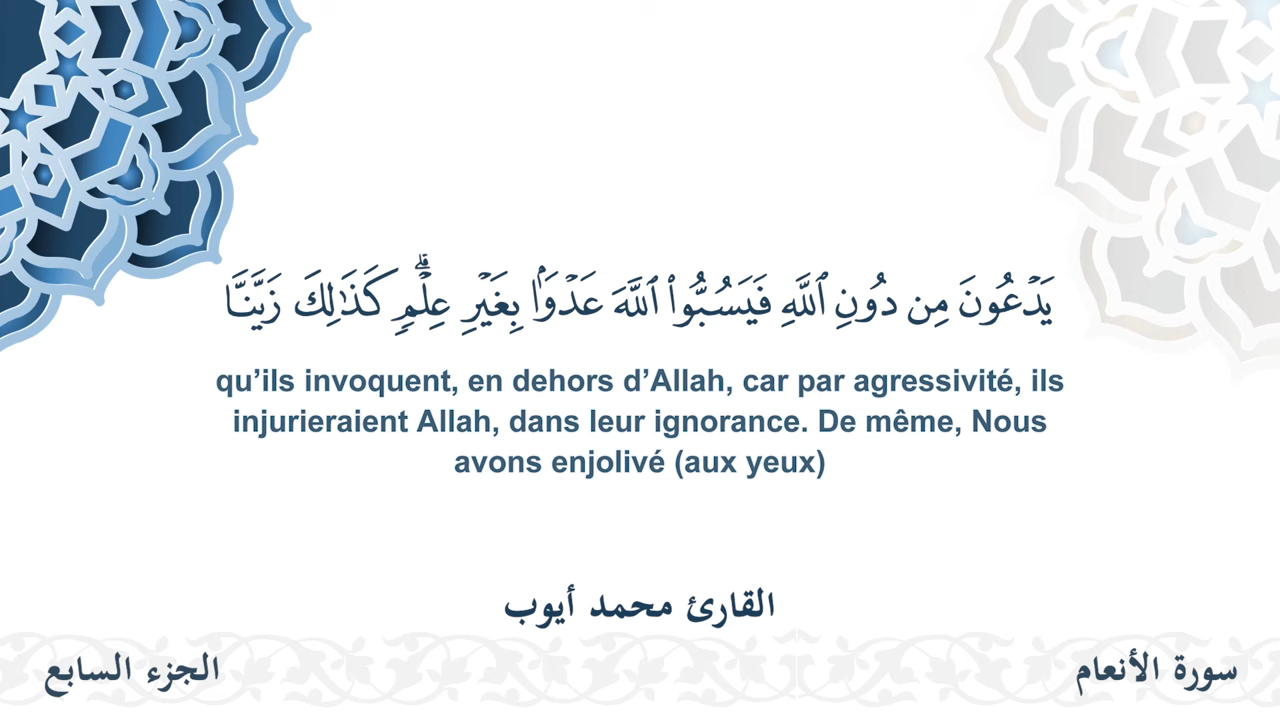 يَدۡعُونَ مِن دُونِ ٱللَّهِ فَيَسُبُّواْ ٱللَّهَ عَدۡوَۢا بِغَيۡرِ عِلۡمٖۗ كَذَٰلِكَ زَيَّنَّا
qu’ils invoquent, en dehors d’Allah, car par agressivité, ils
injurieraient Allah, dans leur ignorance. De même, Nous
avons enjolivé (aux yeux)
القارئ محمد أيوب
سورة الأنعام
الجزء السابع